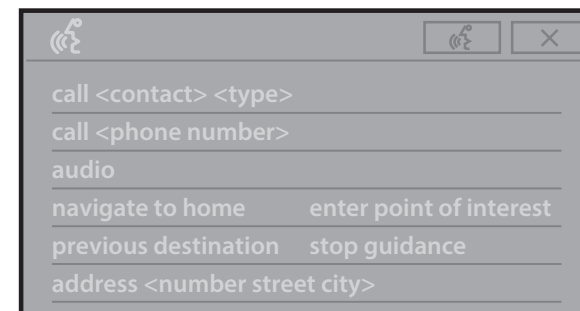 call <contact> <type>
call <phone number>
audio
navigate to home enter point of interest
previous destination stop guidance
address <number street city>